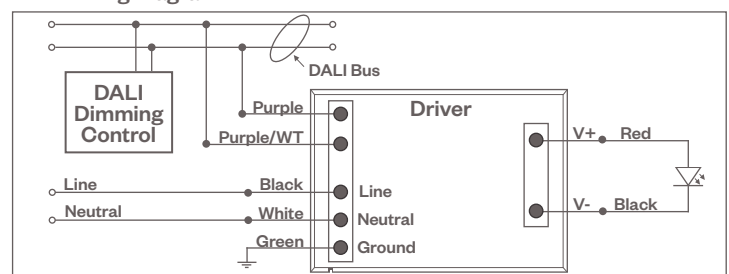 DALI Bus
DALI
Dimming
Control
Driver
Purple
Purple/WT
Line
Black
Line
Neutral
White
Neutral
Green
Ground
V+
Red
V-
Black